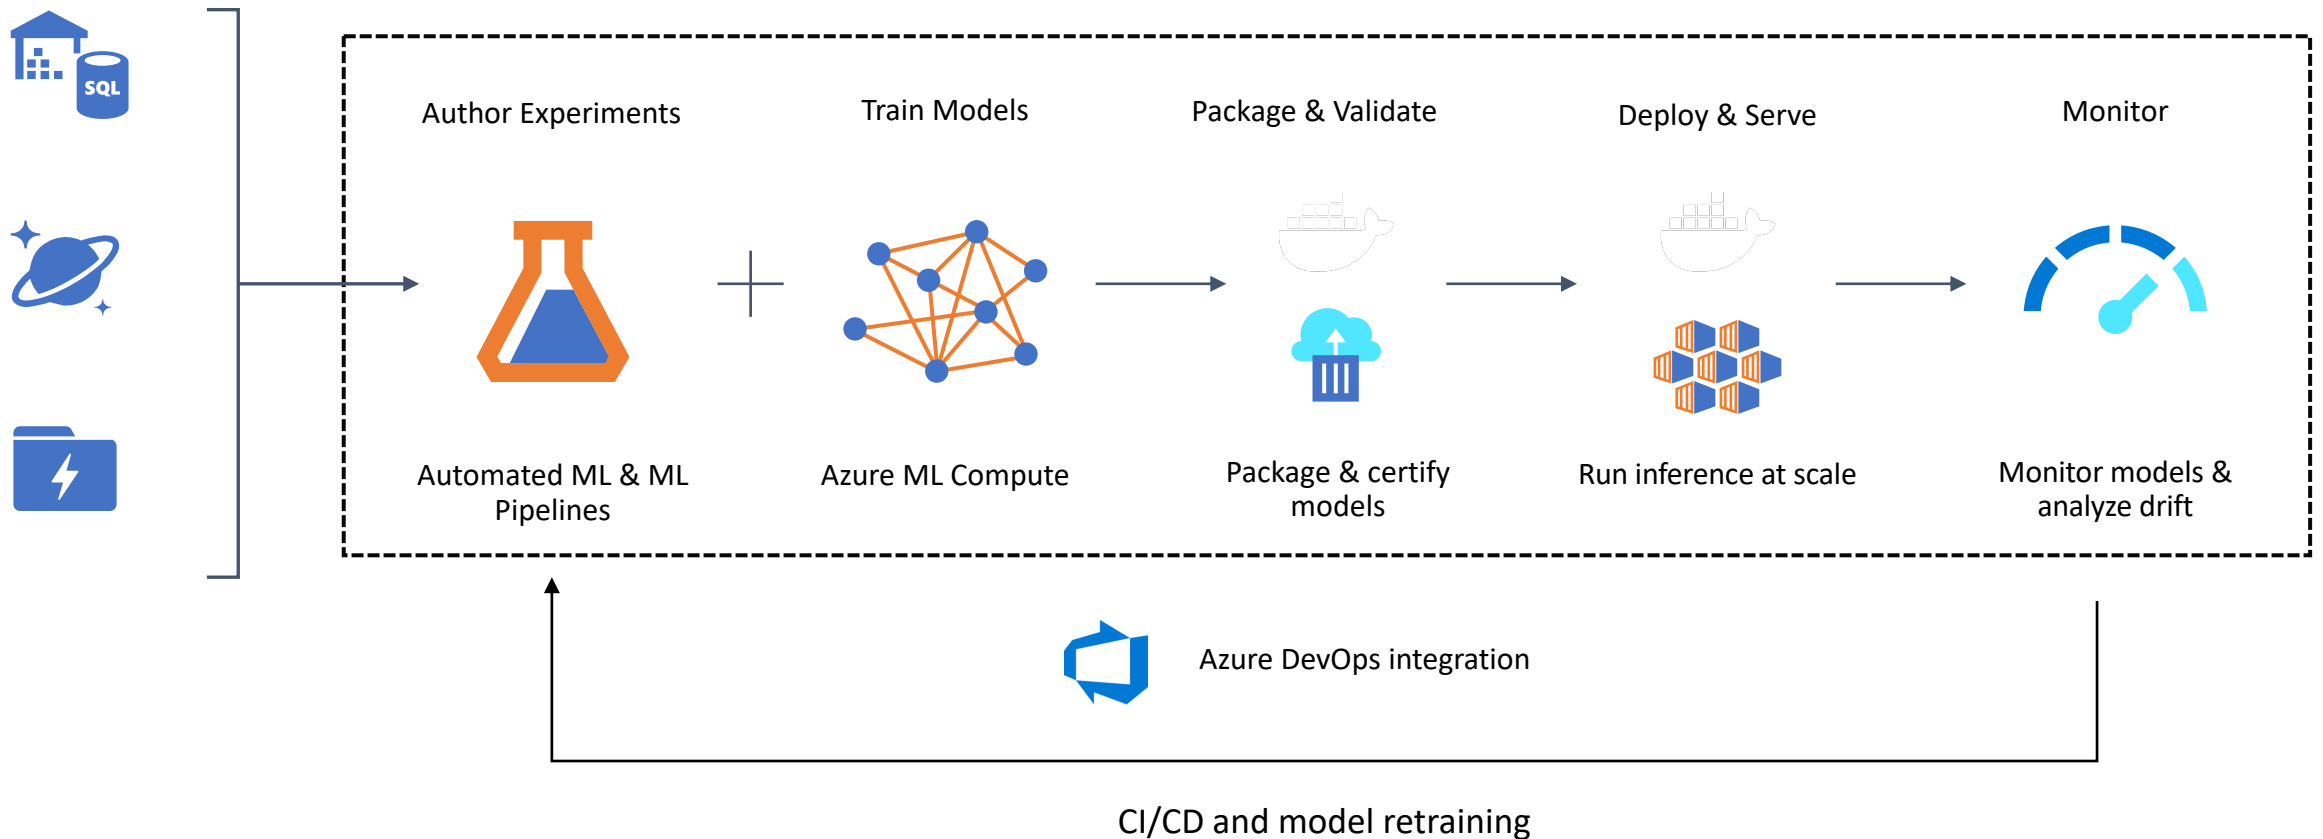 SQL
Author Experiments
Train Models
Package & Validate
Deploy & Serve
Monitor
Automated ML & ML
Pipelines
Azure ML Compute
Package & certify
models
Run inference at scale
Monitor models &
analyze drift
Azure DevOps integration
CI/CD and model retraining